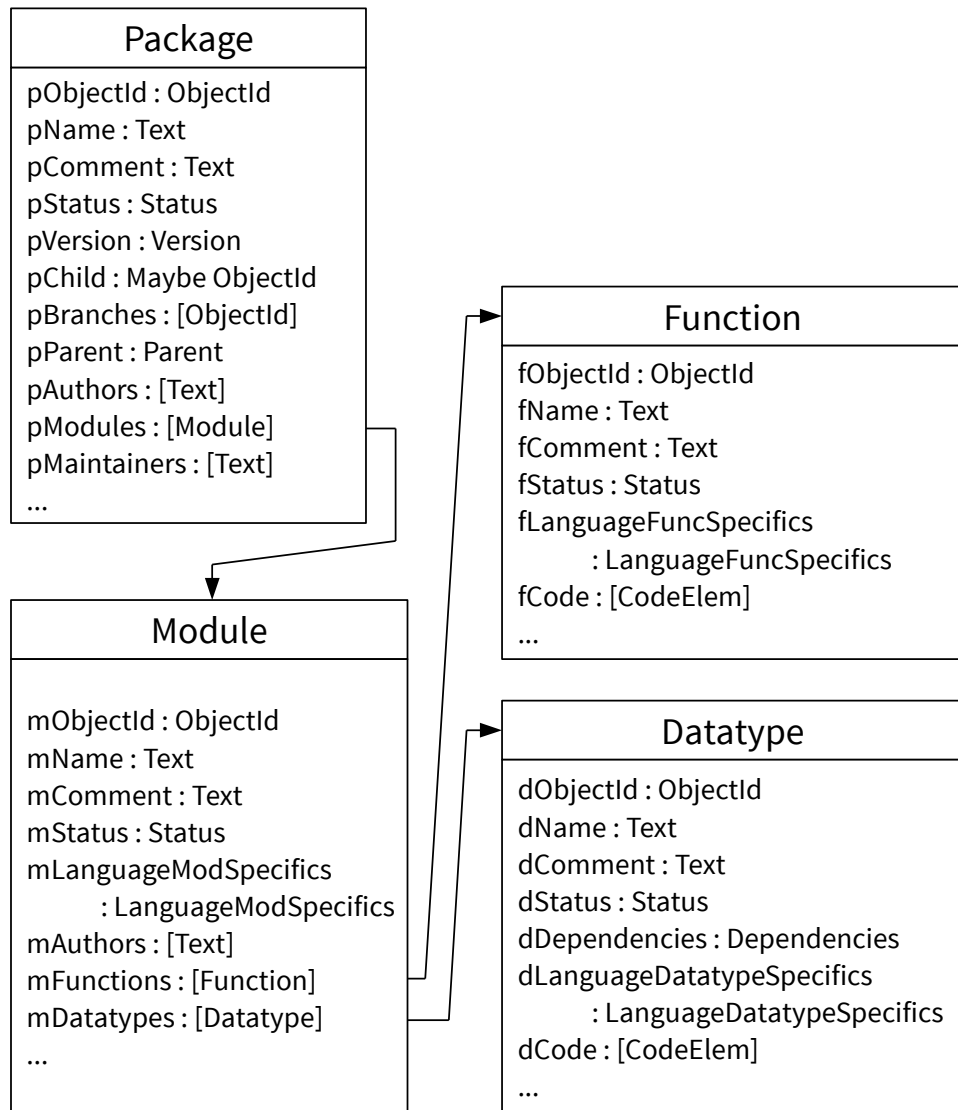 Package
pObjectId : ObjectId
pName : Text
pComment : Text
pStatus : Status
pVersion : Version
pChild : Maybe ObjectId
pBranches : [ObjectId]
pParent : Parent
pAuthors : [Text]
pModules : [Module]
pMaintainers : [Text]
...
Module
mObjectId : ObjectId
mName : Text
mComment : Text
mStatus : Status
mLanguageModSpecifics
: LanguageModSpecifics
mAuthors : [Text]
mFunctions : [Function]
mDatatypes : [Datatype]
...
Function
fObjectId : ObjectId
fName : Text
fComment : Text
fStatus : Status
fLanguageFuncSpecifics
: LanguageFuncSpecifics
fCode : [CodeElem]
...
Datatype
dObjectId : ObjectId
dName : Text
dComment : Text
dStatus : Status
dDependencies : Dependencies
dLanguageDatatypeSpecifics
: LanguageDatatypeSpecifics
dCode : [CodeElem]
...